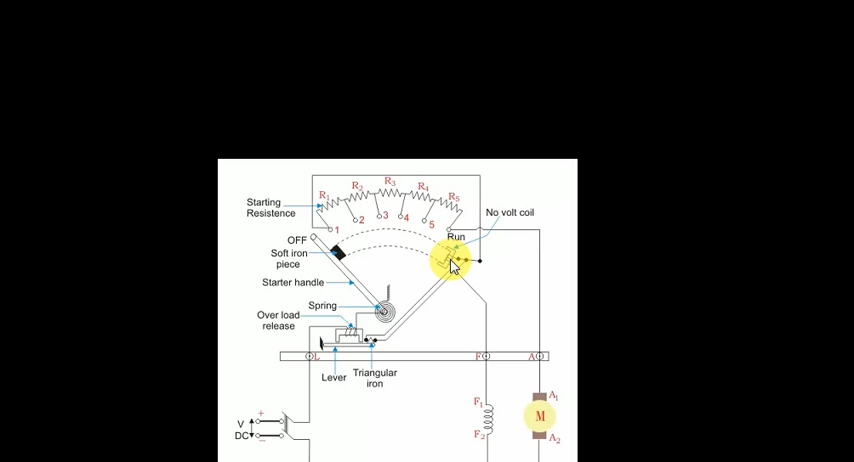 R1 R2 R3 R4 R5
Starting
Resistence
1 2 3 4 5
No volt coil
Run
OFF
Soft iron
piece
Starter handle
Spring
Over load
release
L F A
Lever
Triangular
iron
F1
F2
A1
M
A2
+
V
DC
−